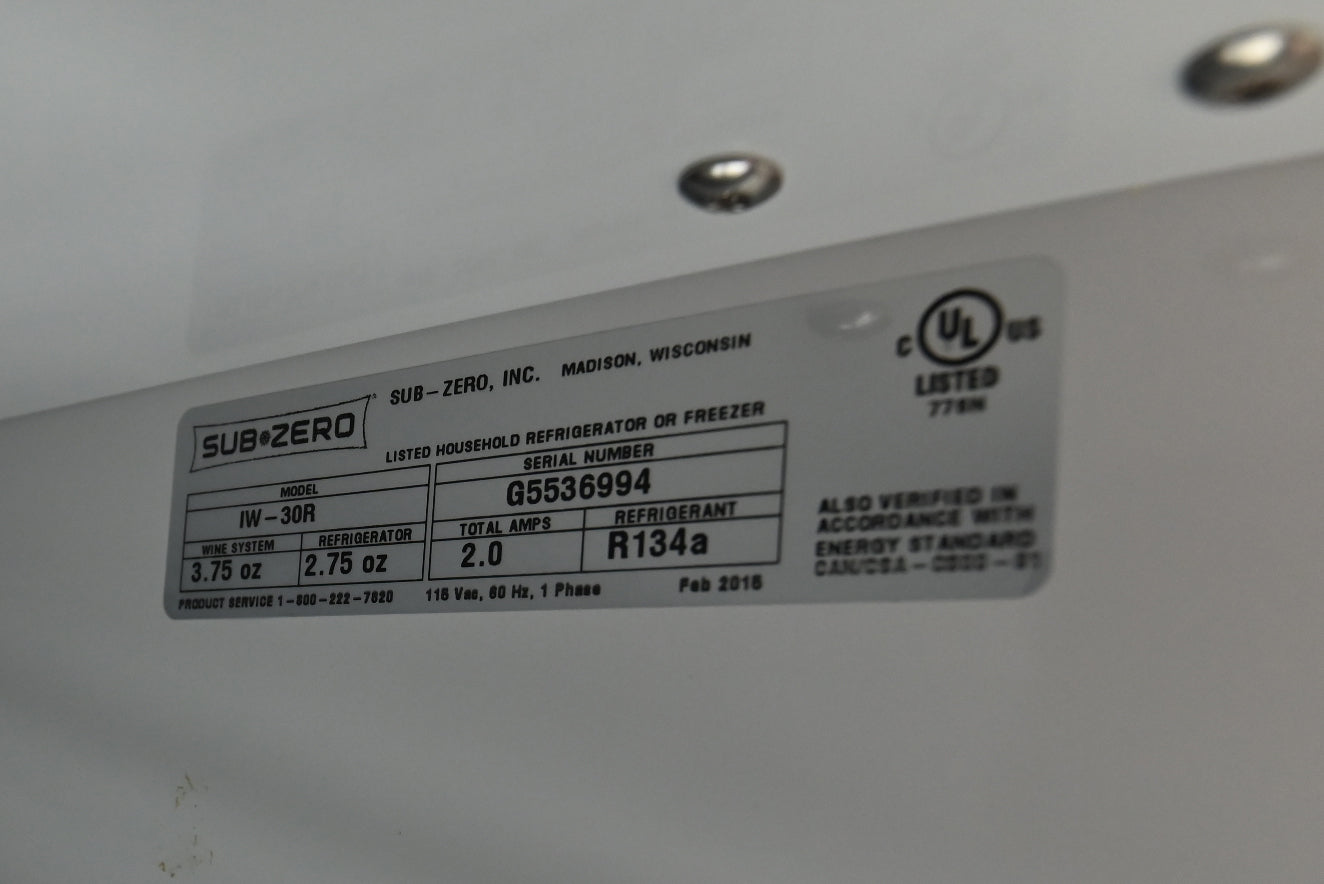 SUB-ZERO
SUB-ZERO, INC. MADISON, WISCONSIN
C UL US
LISTED
776N
LISTED HOUSEHOLD REFRIGERATOR OR FREEZER
MODEL
IW-30R
SERIAL NUMBER
G5536994
WINE SYSTEM
3.75 oz
REFRIGERATOR
2.75 oz
TOTAL AMPS
2.0
REFRIGERANT
R134a
PRODUCT SERVICE 1-800-222-7820
115 Vac, 60 Hz, 1 Phase
Feb 2016
ALSO VERIFIED IN
ACCORDANCE WITH
ENERGY STANDARD